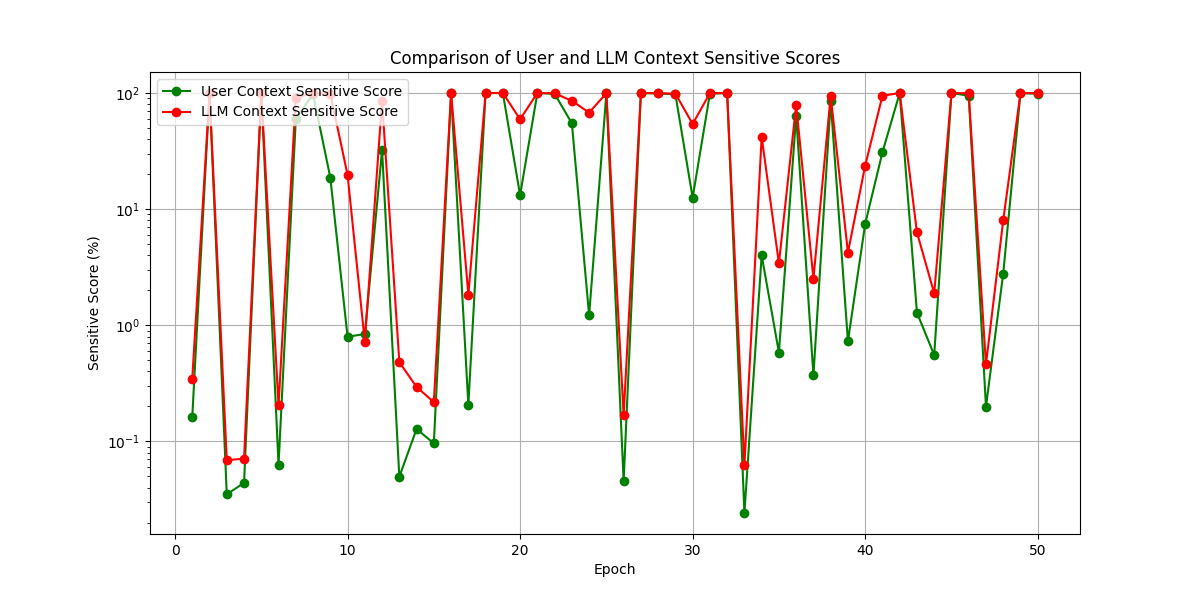 Comparison of User and LLM Context Sensitive Scores
User Context Sensitive Score
LLM Context Sensitive Score
Sensitive Score (%)
10²
10¹
10⁰
10⁻¹
0 10 20 30 40 50
Epoch